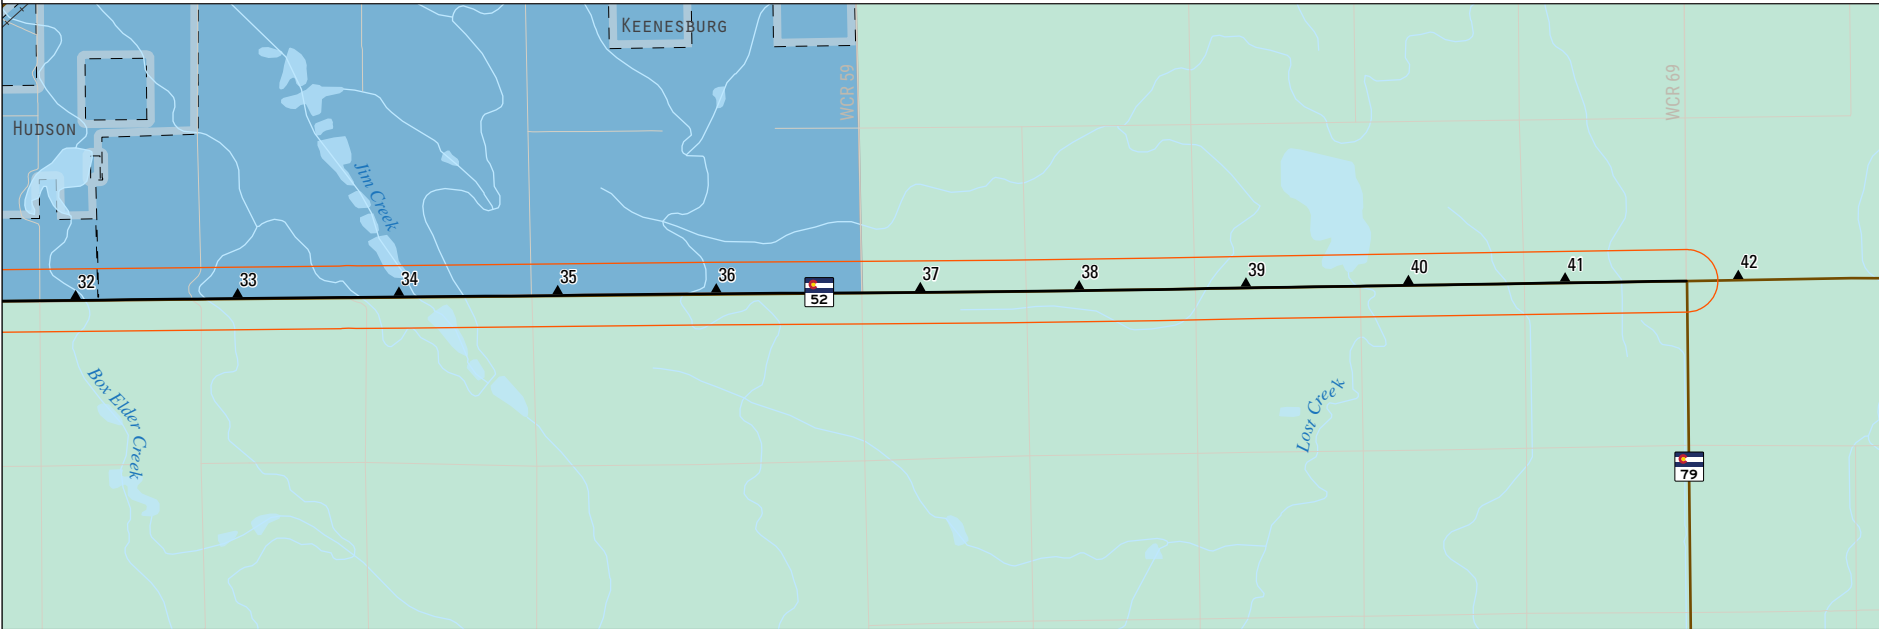 KEENESBURG
WCR 59
WCR 69
HUDSON
Jim Creek
32
33
34
35
36
52
37
38
39
40
41
42
Box Elder Creek
Lost Creek
79